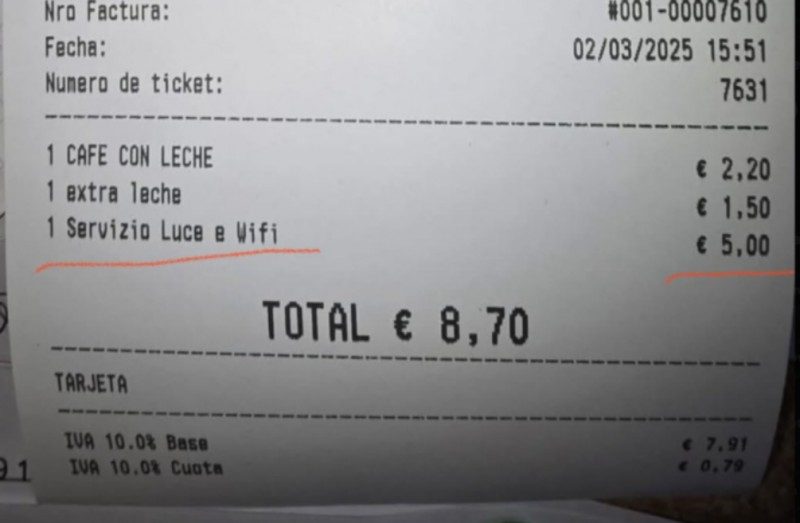 Nro Factura: #001-00007610
Fecha: 02/03/2025 15:51
Numero de ticket: 7631
1 CAFE CON LECHE € 2,20
1 extra leche € 1,50
1 Servizio Luce e Wifi € 5,00
TOTAL € 8,70
TARJETA
IVA 10.0% Base € 7,91
IVA 10.0% Cuota € 0,79
91